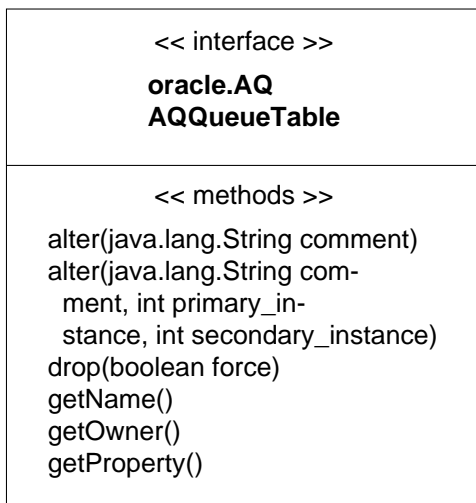 << interface >>
oracle.AQ
AQQueueTable
<< methods >>
alter(java.lang.String comment)
alter(java.lang.String com-
ment, int primary_in-
stance, int secondary_instance)
drop(boolean force)
getName()
getOwner()
getProperty()